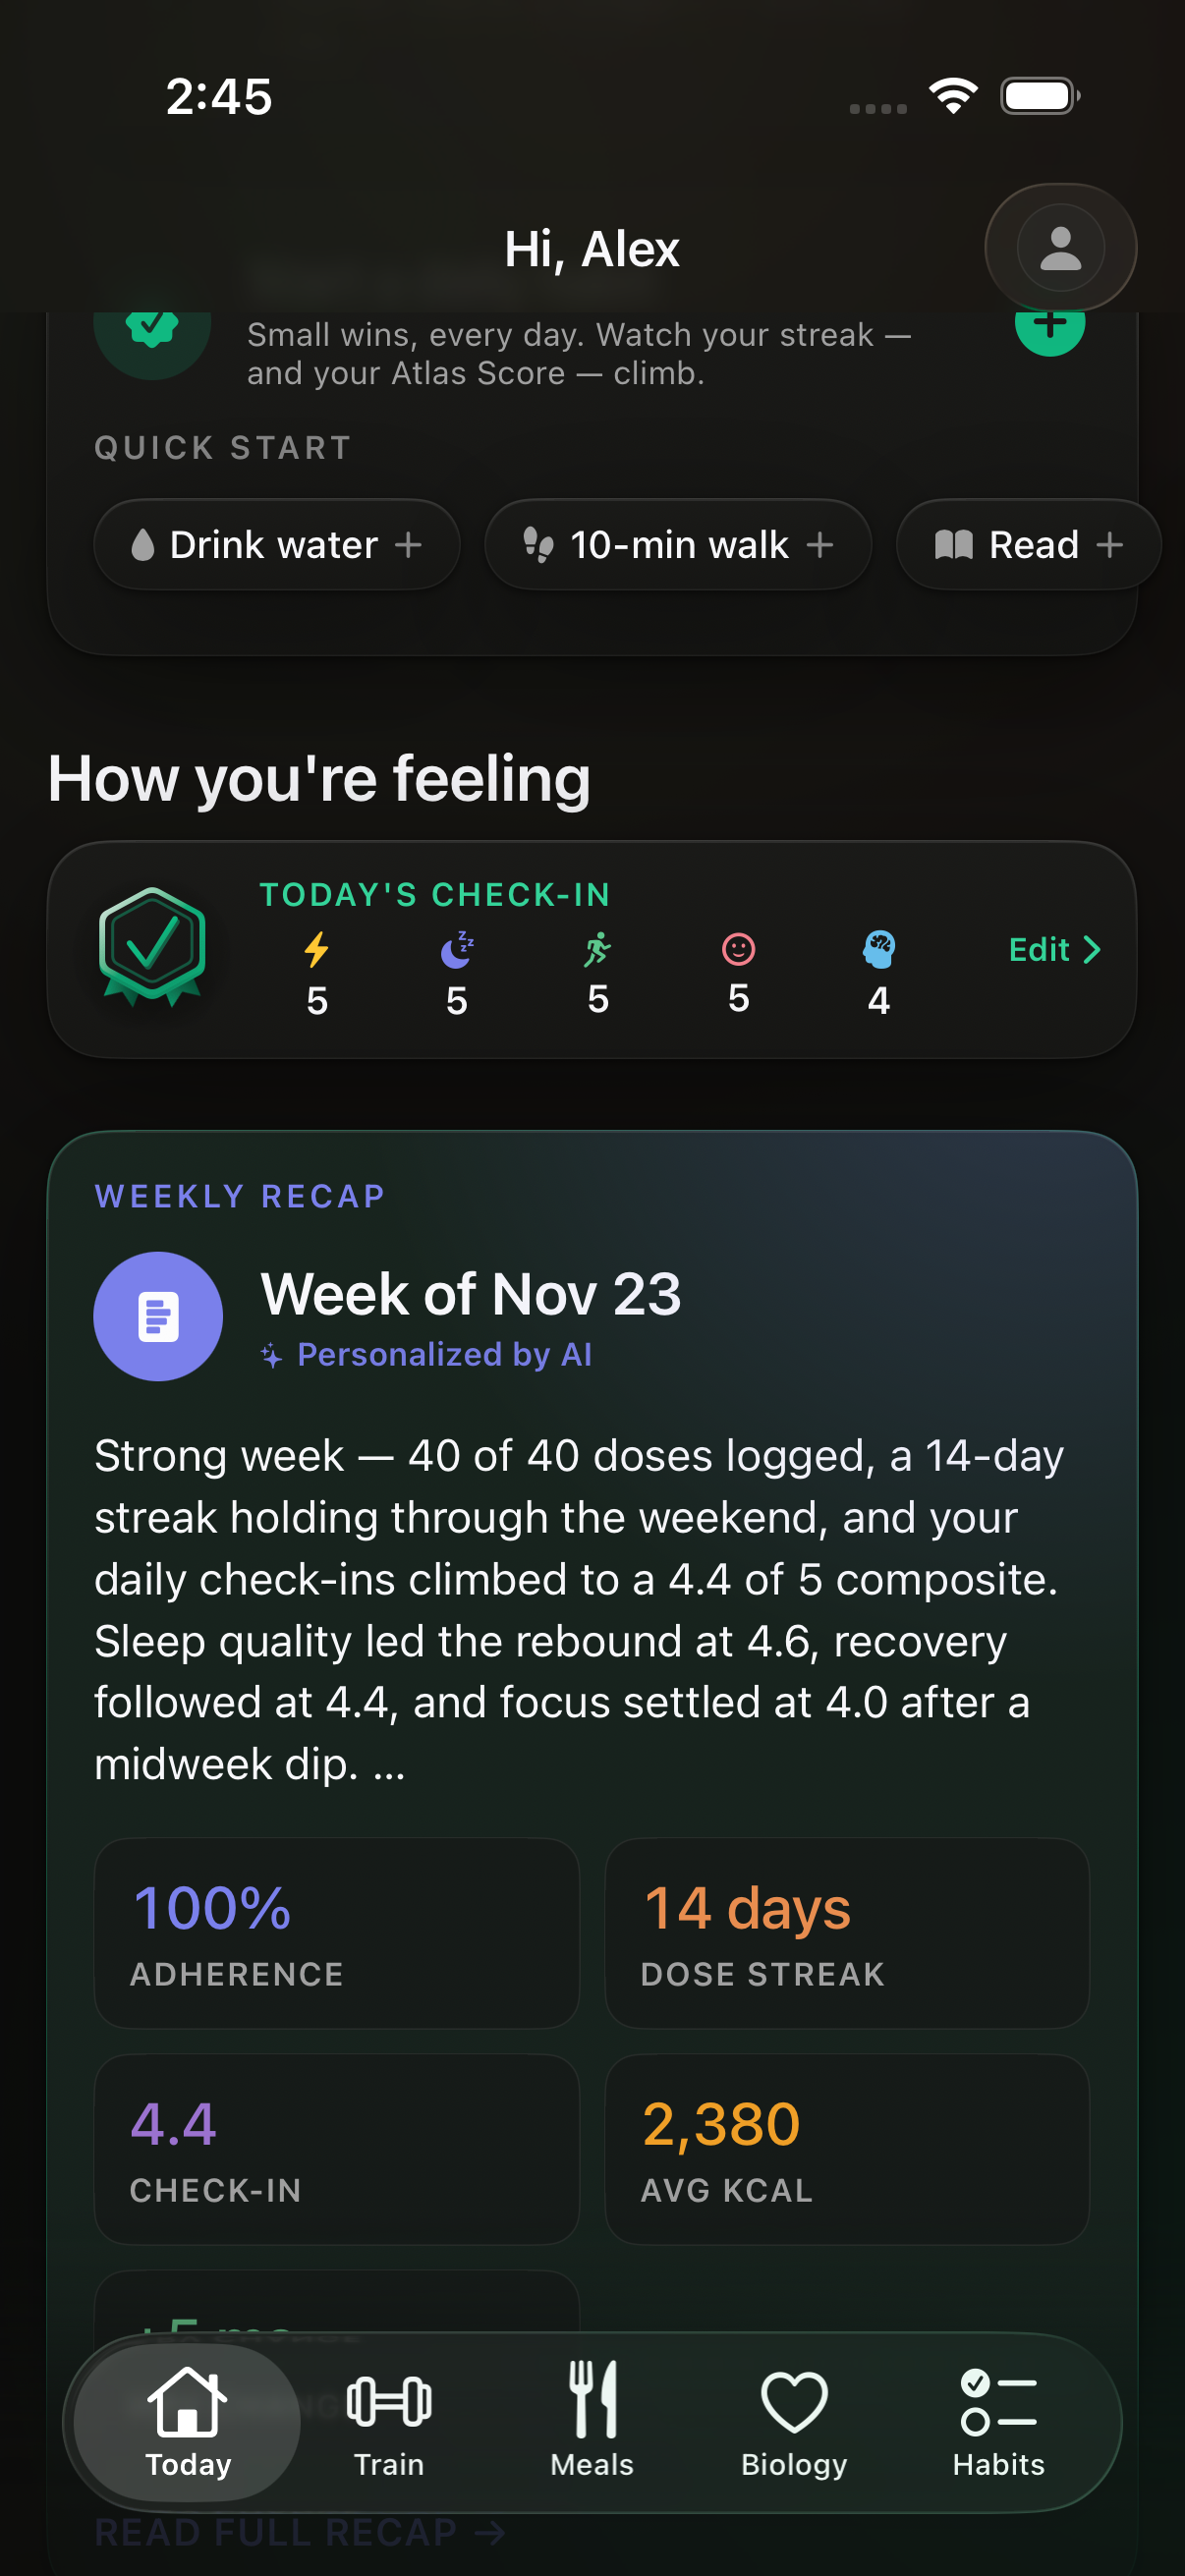 2:45
Hi, Alex
Small wins, every day. Watch your streak —
and your Atlas Score — climb.
QUICK START
Drink water +
10-min walk +
Read +
How you're feeling
TODAY'S CHECK-IN
5
5
5
5
4
Edit >
WEEKLY RECAP
Week of Nov 23
Personalized by AI
Strong week — 40 of 40 doses logged, a 14-day
streak holding through the weekend, and your
daily check-ins climbed to a 4.4 of 5 composite.
Sleep quality led the rebound at 4.6, recovery
followed at 4.4, and focus settled at 4.0 after a
midweek dip. ...
100%
ADHERENCE
14 days
DOSE STREAK
4.4
CHECK-IN
2,380
AVG KCAL
Today
Train
Meals
Biology
Habits
READ FULL RECAP →